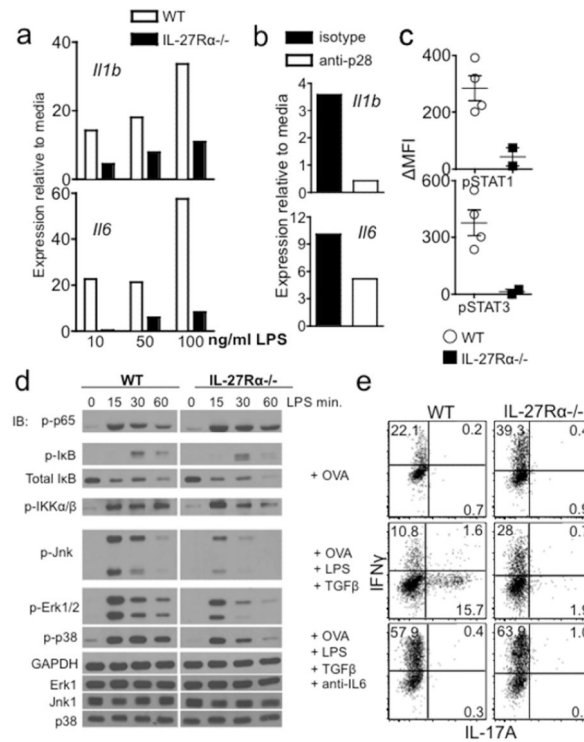 a
WT
IL-27Rα-/-
Il1b
Expression relative to media
40
20
0
60
Il6
40
20
0
10 50 100 ng/ml LPS
b
isotype
anti-p28
Il1b
Expression relative to media
4
3
2
1
0
Il6
12
9
6
3
0
c
ΔMFI
400
200
0
pSTAT1
600
300
0
pSTAT3
WT
IL-27Rα-/-
d
WT IL-27Rα-/-
0 15 30 60 0 15 30 60 LPS min.
IB: p-p65
p-IκB
Total IκB
p-IKKα/β
p-Jnk
p-Erk1/2
p-p38
GAPDH
Erk1
Jnk1
p38
e
WT IL-27Rα-/-
+ OVA
22.1 0.2 39.3
0.7
+ OVA
+ LPS
+ TGFβ
10.8 1.6 28
15.7
+ OVA
+ LPS
+ TGFβ
+ anti-IL6
57.9 0.4 63.9
0.3
IFNγ
IL-17A